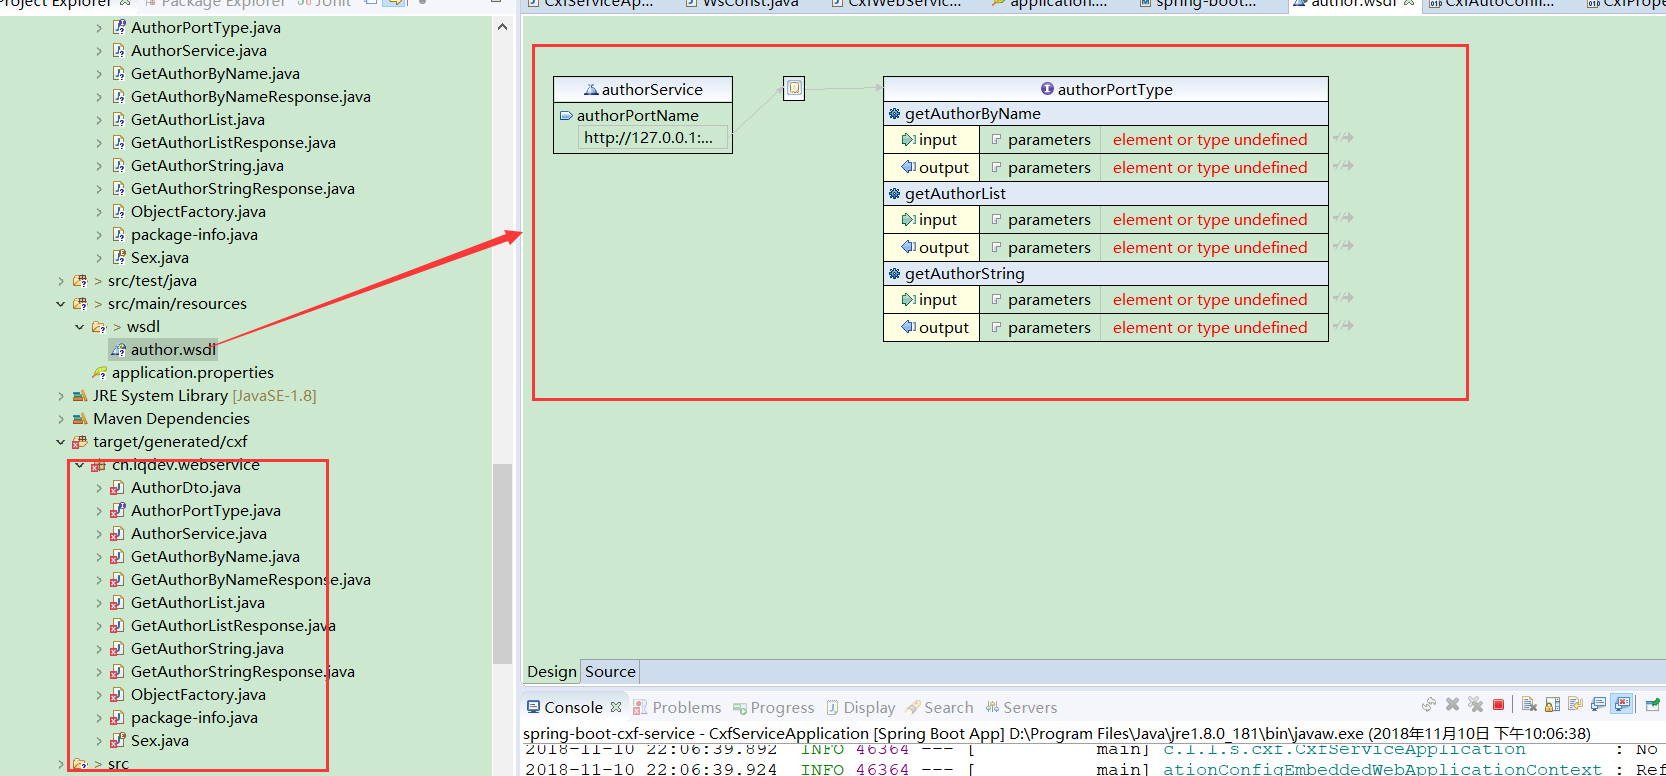 Project Explorer
Package Explorer
JUnit
AuthorPortType.java
AuthorService.java
GetAuthorByName.java
GetAuthorByNameResponse.java
GetAuthorList.java
GetAuthorListResponse.java
GetAuthorString.java
GetAuthorStringResponse.java
ObjectFactory.java
package-info.java
Sex.java
> src/test/java
> src/main/resources
> wsdl
author.wsdl
application.properties
JRE System Library [JavaSE-1.8]
Maven Dependencies
target/generated/cxf
cn.lqdev.webservice
AuthorDto.java
AuthorPortType.java
AuthorService.java
GetAuthorByName.java
GetAuthorByNameResponse.java
GetAuthorList.java
GetAuthorListResponse.java
GetAuthorString.java
GetAuthorStringResponse.java
ObjectFactory.java
package-info.java
Sex.java
> src
CxfServiceAp...
WsConst.java
CxfWebServic...
application....
spring-boot...
author.wsdl
CxfAutoConfi...
CxfPrope
authorService
authorPortName
http://127.0.0.1:...
authorPortType
getAuthorByName
input parameters element or type undefined
output parameters element or type undefined
getAuthorList
input parameters element or type undefined
output parameters element or type undefined
getAuthorString
input parameters element or type undefined
output parameters element or type undefined
Design Source
Console Problems Progress Display Search Servers
spring-boot-cxf-service - CxfServiceApplication [Spring Boot App] D:\Program Files\Java\jre1.8.0_181\bin\javaw.exe (2018年11月10日 下午10:06:38)
2018-11-10 22:06:39.892 INFO 46364 --- [ main] c.l.l.s.cxf.CxfServiceApplication : No
2018-11-10 22:06:39.924 INFO 46364 --- [ main] ationConfigEmbeddedWebApplicationContext : Ref